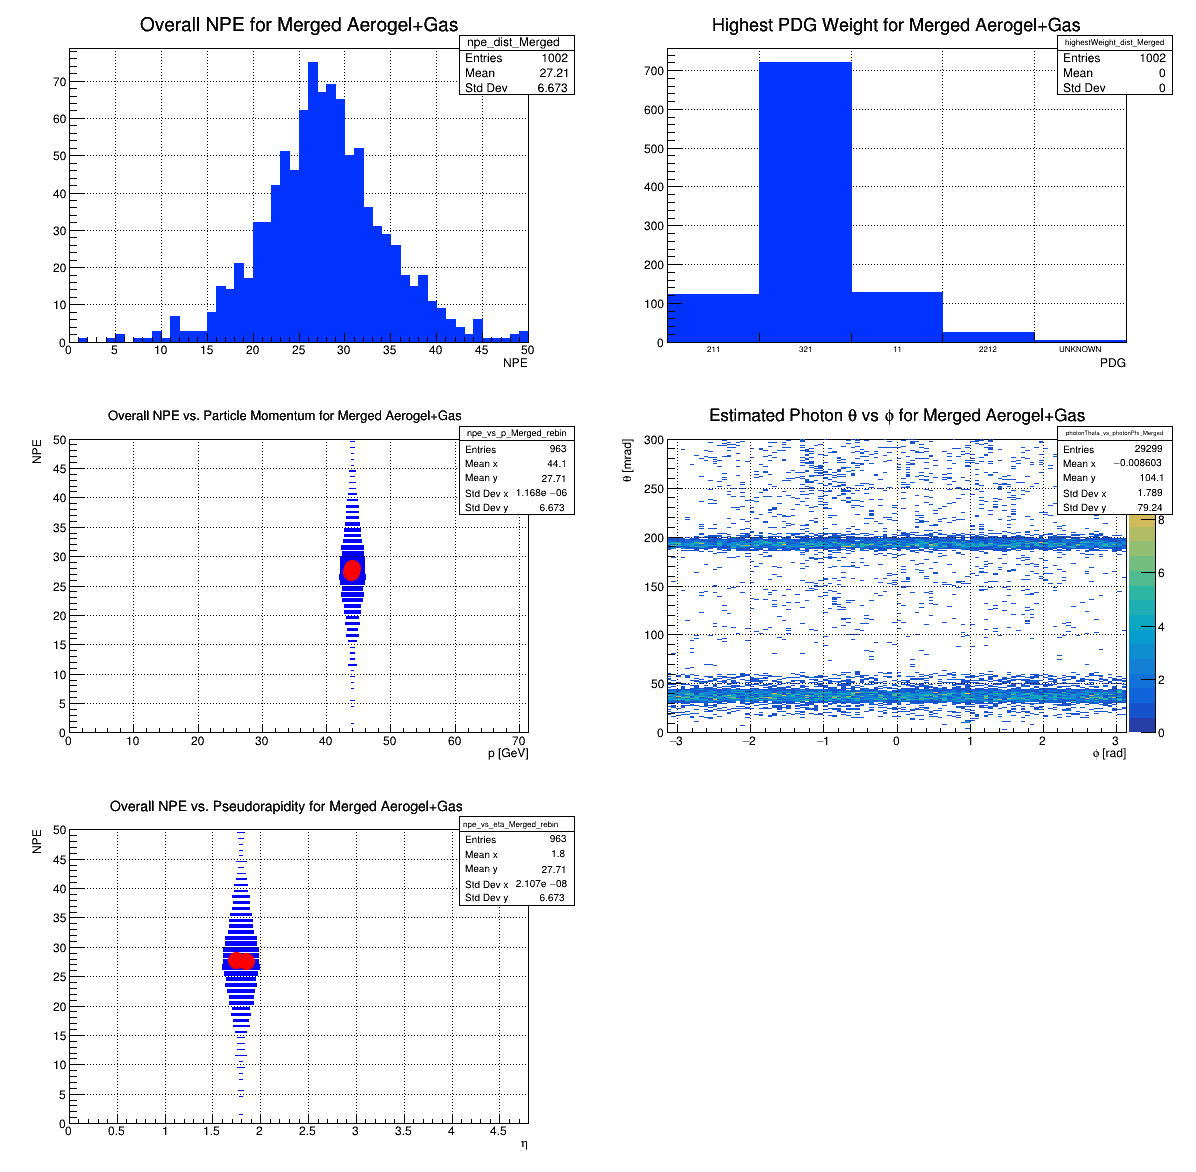 Overall NPE for Merged Aerogel+Gas
npe_dist_Merged
Entries 1002
Mean 27.21
Std Dev 6.673
70
60
50
40
30
20
10
0
0 5 10 15 20 25 30 35 40 45 50
NPE
Highest PDG Weight for Merged Aerogel+Gas
highestWeight_dist_Merged
Entries 1002
Mean 0
Std Dev 0
700
600
500
400
300
200
100
0
211 321 11 2212 UNKNOWN
PDG
Overall NPE vs. Particle Momentum for Merged Aerogel+Gas
npe_vs_p_Merged_rebin
Entries 963
Mean x 44.1
Mean y 27.71
Std Dev x 1.168e −06
Std Dev y 6.673
NPE
50
45
40
35
30
25
20
15
10
5
0
0 10 20 30 40 50 60 70
p [GeV]
Estimated Photon θ vs ϕ for Merged Aerogel+Gas
photonTheta_vs_photonPhi_Merged
Entries 29299
Mean x −0.008603
Mean y 104.1
Std Dev x 1.789
Std Dev y 79.24
θ [mrad]
300
250
200
150
100
50
0
−3 −2 −1 0 1 2 3
ϕ [rad]
8
6
4
2
0
Overall NPE vs. Pseudorapidity for Merged Aerogel+Gas
npe_vs_eta_Merged_rebin
Entries 963
Mean x 1.8
Mean y 27.71
Std Dev x 2.107e −08
Std Dev y 6.673
NPE
50
45
40
35
30
25
20
15
10
5
0
0 0.5 1 1.5 2 2.5 3 3.5 4 4.5
η